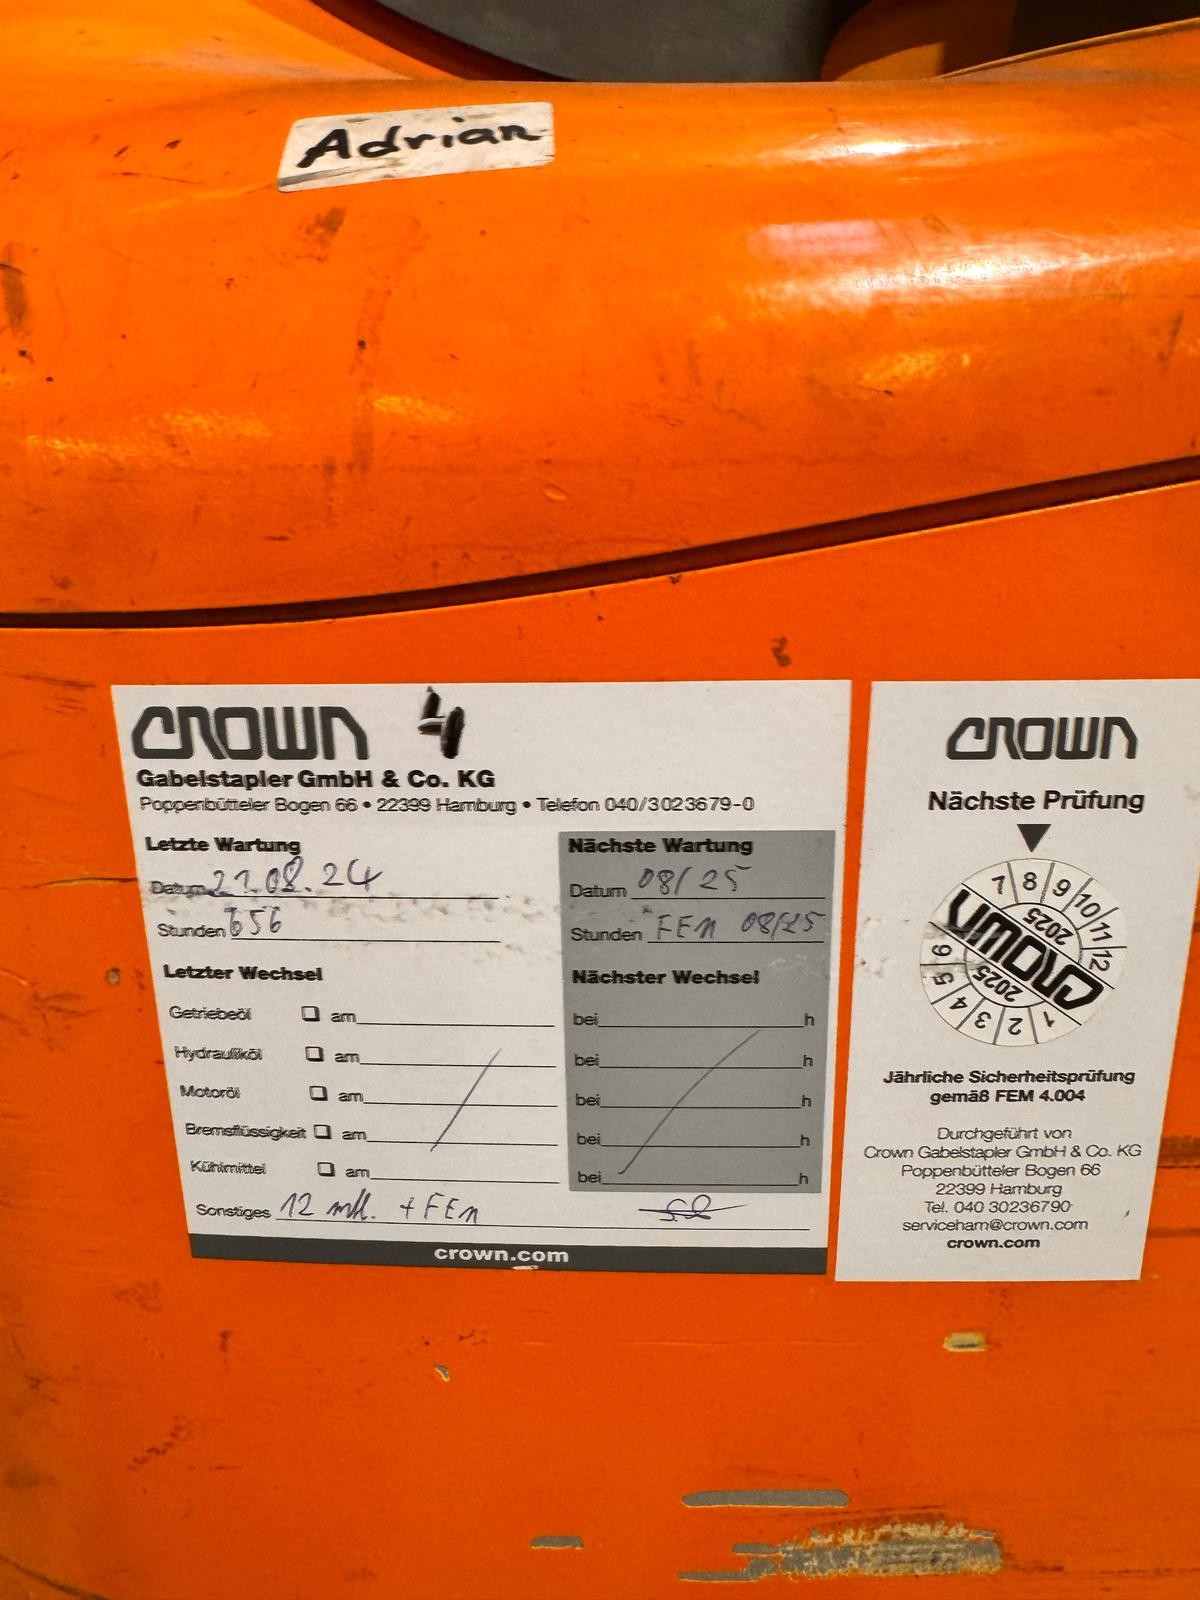 Adrian
CROWN 4
Gabelstapler GmbH & Co. KG
Poppenbütteler Bogen 66 • 22399 Hamburg • Telefon 040/3023679-0
Letzte Wartung
Datum 08.24
Stunden 656
Letzter Wechsel
Getriebeöl am
Hydrauliköl am
Motoröl am
Bremsflüssigkeit am
Kühlmittel am
Nächste Wartung
Datum 08/25
Stunden FEM 08/25
Nächster Wechsel
bei h
bei h
bei h
bei h
bei h
Sonstiges 12 mtl. + FEM
crown.com
CROWN
Nächste Prüfung
7 8 9 10 11 12
2025
CROWN
2025
1 2 3 4 5 6
Jährliche Sicherheitsprüfung
gemäß FEM 4.004
Durchgeführt von
Crown Gabelstapler GmbH & Co. KG
Poppenbütteler Bogen 66
22399 Hamburg
Tel. 040 30236790
serviceham@crown.com
crown.com